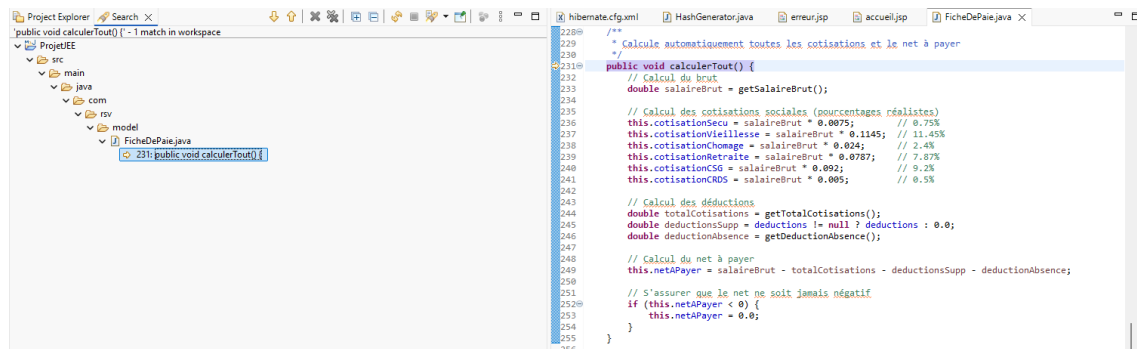 Project Explorer Search
'public void calculerTout() {' - 1 match in workspace
ProjetJEE
src
main
java
com
rsv
model
FicheDePaie.java
231: public void calculerTout() {
hibernate.cfg.xml HashGenerator.java erreur.jsp accueil.jsp FicheDePaie.java
228 /**
229 * Calcule automatiquement toutes les cotisations et le net à payer
230 */
231 public void calculerTout() {
232 // Calcul du brut
233 double salaireBrut = getSalaireBrut();
234
235 // Calcul des cotisations sociales (pourcentages réalistes)
236 this.cotisationSecu = salaireBrut * 0.0075; // 0.75%
237 this.cotisationVieillesse = salaireBrut * 0.1145; // 11.45%
238 this.cotisationChomage = salaireBrut * 0.024; // 2.4%
239 this.cotisationRetraite = salaireBrut * 0.0787; // 7.87%
240 this.cotisationCSG = salaireBrut * 0.092; // 9.2%
241 this.cotisationCRDS = salaireBrut * 0.005; // 0.5%
242
243 // Calcul des déductions
244 double totalCotisations = getTotalCotisations();
245 double deductionsSupp = deductions != null ? deductions : 0.0;
246 double deductionAbsence = getDeductionAbsence();
247
248 // Calcul du net à payer
249 this.netAPayer = salaireBrut - totalCotisations - deductionsSupp - deductionAbsence;
250
251 // S'assurer que le net ne soit jamais négatif
252 if (this.netAPayer < 0) {
253 this.netAPayer = 0.0;
254 }
255 }